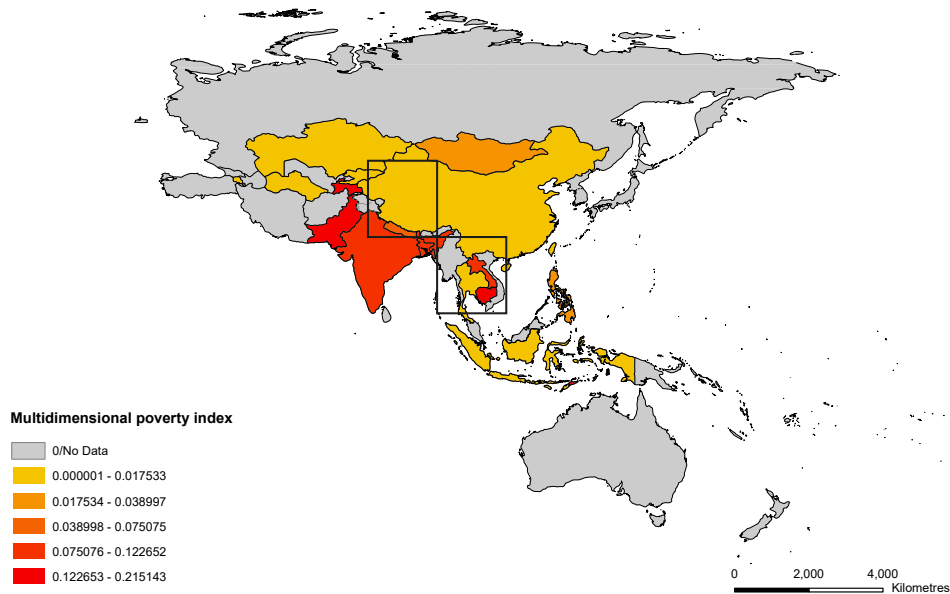 Multidimensional poverty index
0/No Data
0.000001 - 0.017533
0.017534 - 0.038997
0.038998 - 0.075075
0.075076 - 0.122652
0.122653 - 0.215143
0 2,000 4,000
Kilometres